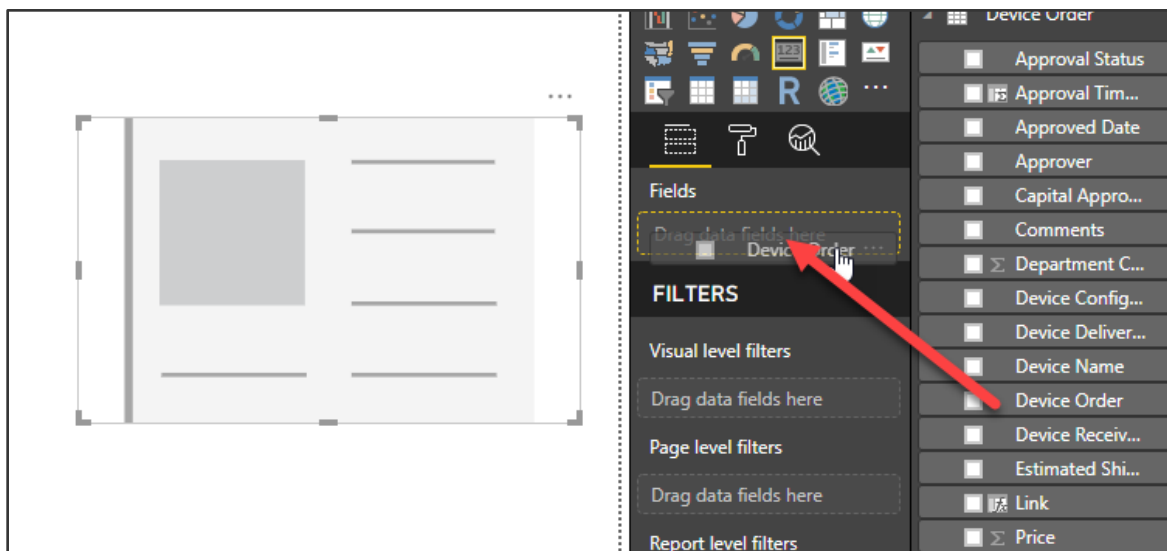 Device Order
123
R
Fields
Drag data fields here
Device Order
FILTERS
Visual level filters
Drag data fields here
Page level filters
Drag data fields here
Report level filters
Approval Status
Approval Tim...
Approved Date
Approver
Capital Appro...
Comments
Σ Department C...
Device Config...
Device Deliver...
Device Name
Device Order
Device Receiv...
Estimated Shi...
Link
Σ Price